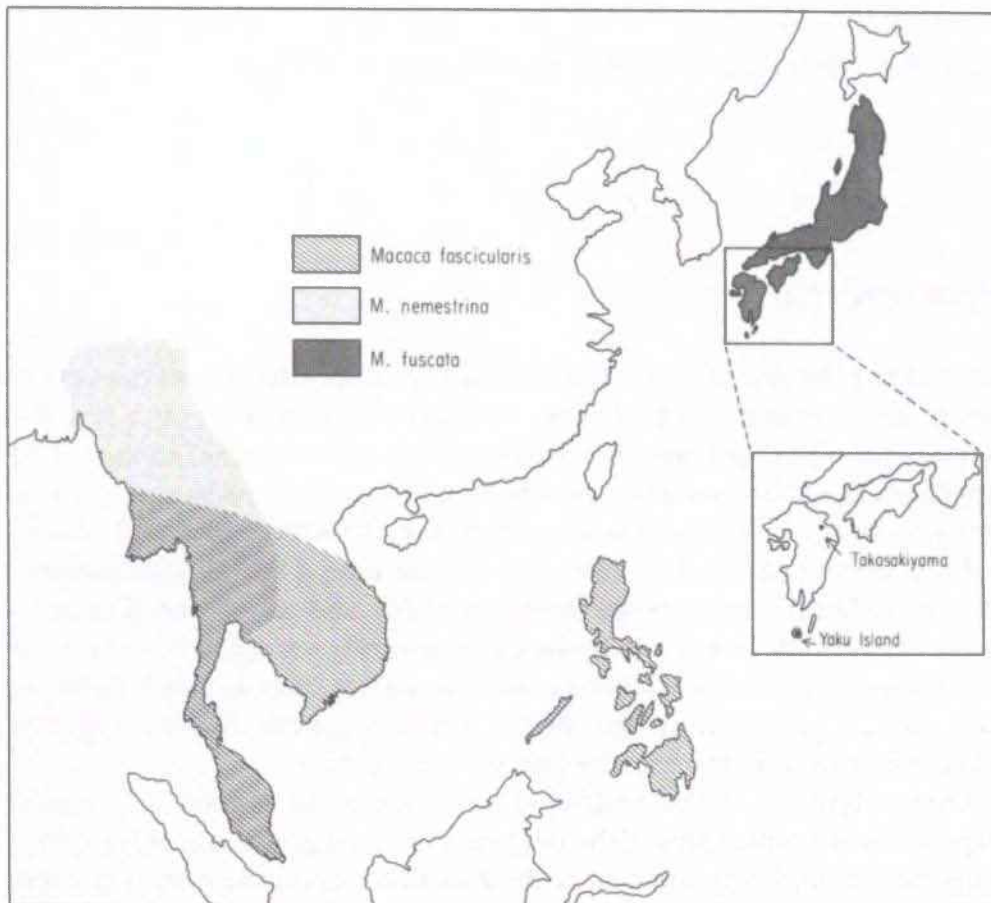 Macaca fascicularis
M. nemestrina
M. fuscata
Takasakiyama
Yaku Island